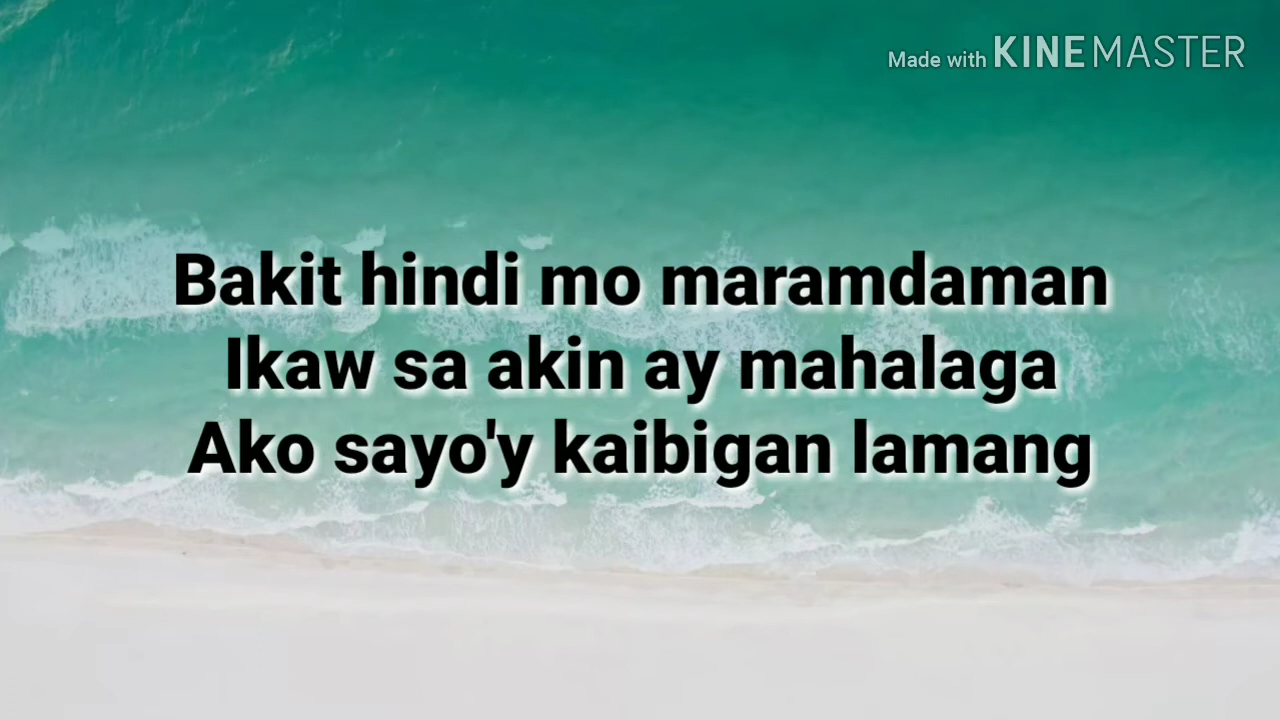 Made with KINEMASTER
Bakit hindi mo maramdaman
Ikaw sa akin ay mahalaga
Ako sayo'y kaibigan lamang